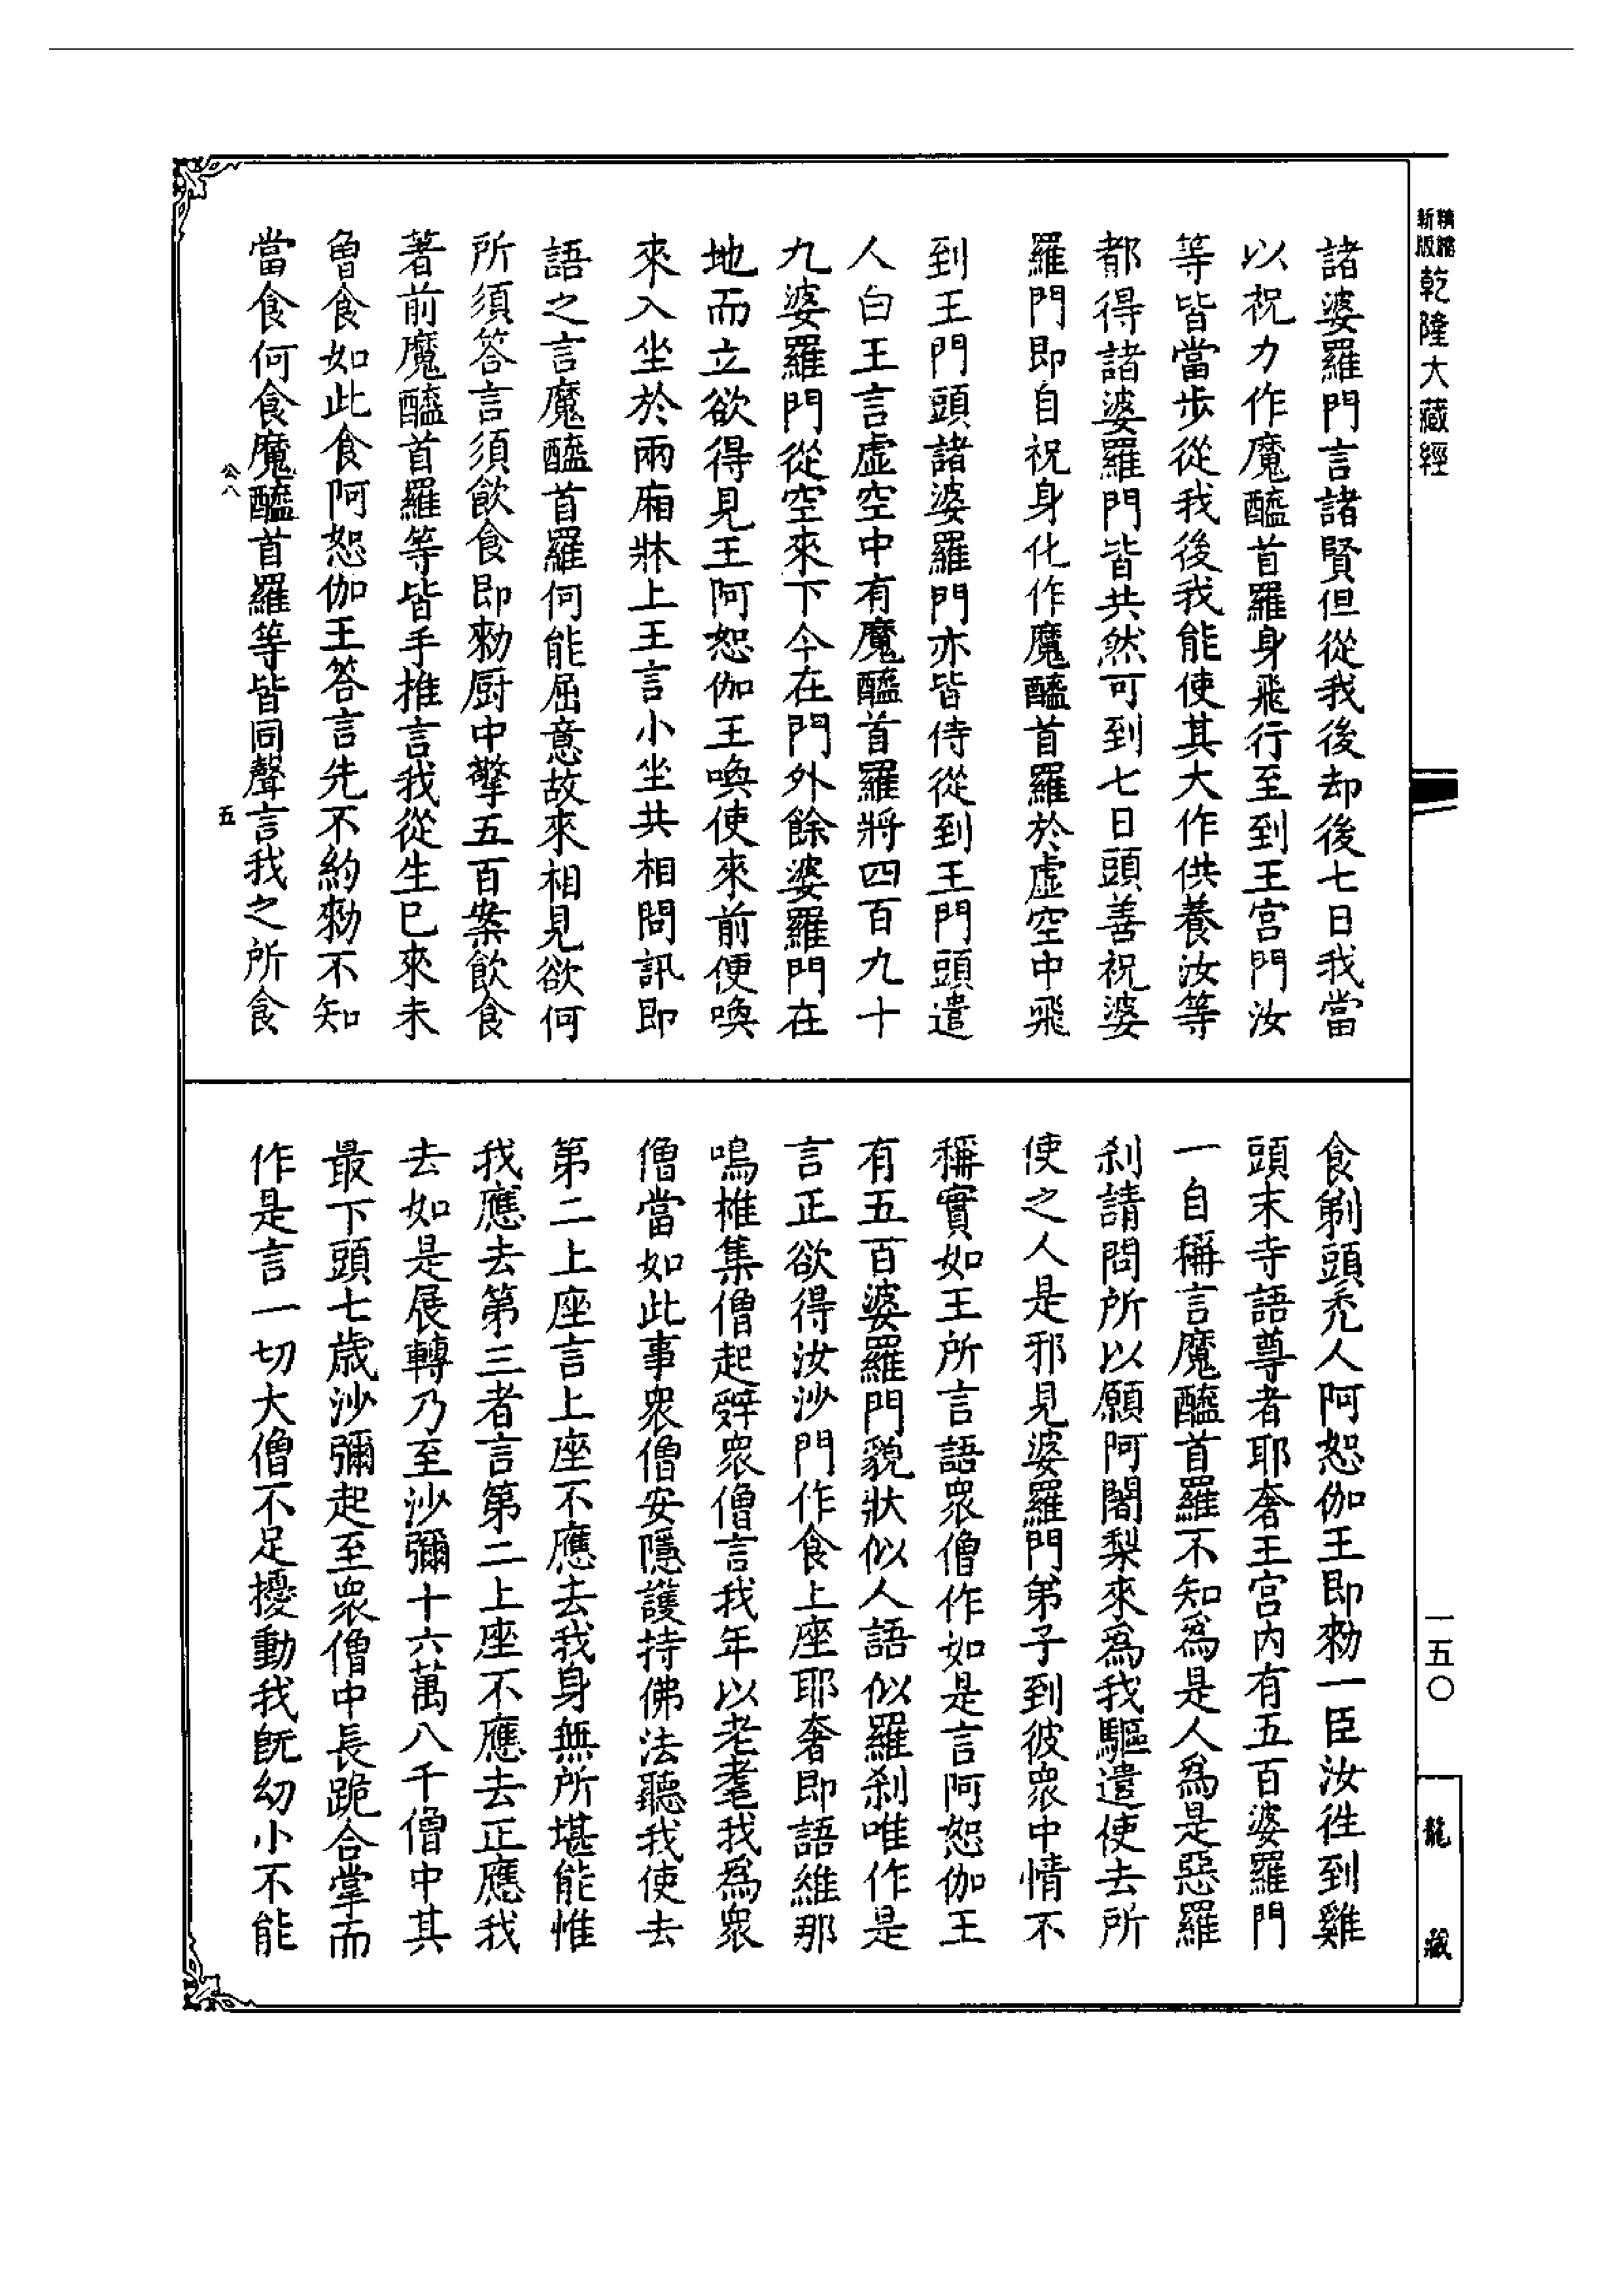 精縮
新版
乾隆大藏經
諸婆羅門言諸賢但從我後却後七日我當
以祝力作魔醯首羅身飛行至到王宮門汝
等皆當步從我後我能使其大作供養汝等
都得諸婆羅門皆共然可到七日頭善祝婆
羅門即自祝身化作魔醯首羅於虛空中飛
到王門頭諸婆羅門亦皆侍從到王門頭遣
人白王言虛空中有魔醯首羅將四百九十
九婆羅門從空來下今在門外餘婆羅門在
地而立欲得見王阿恕伽王喚使來前便喚
來入坐於兩廂牀上王言小坐共相問訊即
語之言魔醯首羅何能屈意故來相見欲何
所須答言須飲食即勑厨中擎五百案飲食
著前魔醯首羅等皆手推言我從生已來未
曾食如此食阿恕伽王答言先不約勑不知
當食何食魔醯首羅等皆同聲言我之所食
公八
五
食剃頭禿人阿恕伽王即勑一臣汝徃到雞
頭末寺語尊者耶奢王宮内有五百婆羅門
一自稱言魔醯首羅不知爲是人爲是惡羅
刹請問所以願阿闍梨來爲我驅遣使去所
使之人是邪見婆羅門弟子到彼衆中情不
稱實如王所言語衆僧作如是言阿恕伽王
有五百婆羅門貌狀似人語似羅刹唯作是
言正欲得汝沙門作食上座耶奢即語維那
鳴椎集僧起辤衆僧言我年以老耄我爲衆
僧當如此事衆僧安隱護持佛法聽我使去
第二上座言上座不應去我身無所堪能惟
我應去第三者言第二上座不應去正應我
去如是展轉乃至沙彌十六萬八千僧中其
最下頭七歲沙彌起至衆僧中長跪合掌而
作是言一切大僧不足擾動我旣幼小不能
一五〇
龍藏